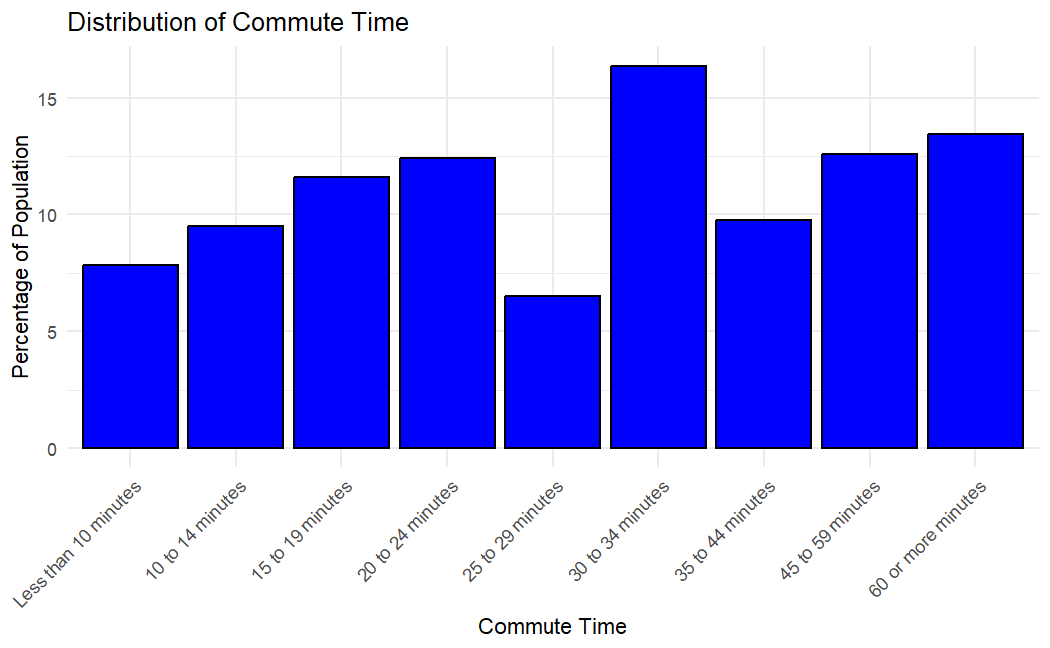 Distribution of Commute Time
Percentage of Population
15
10
5
0
Less than 10 minutes
10 to 14 minutes
15 to 19 minutes
20 to 24 minutes
25 to 29 minutes
30 to 34 minutes
35 to 44 minutes
45 to 59 minutes
60 or more minutes
Commute Time